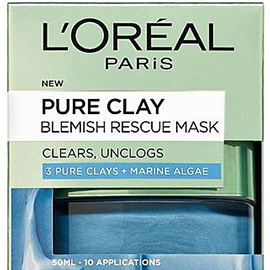 L'ORÉAL
PARiS
NEW
PURE CLAY
BLEMISH RESCUE MASK
CLEARS, UNCLOGS
3 PURE CLAYS + MARINE ALGAE
50ML - 10 APPLICATIONS